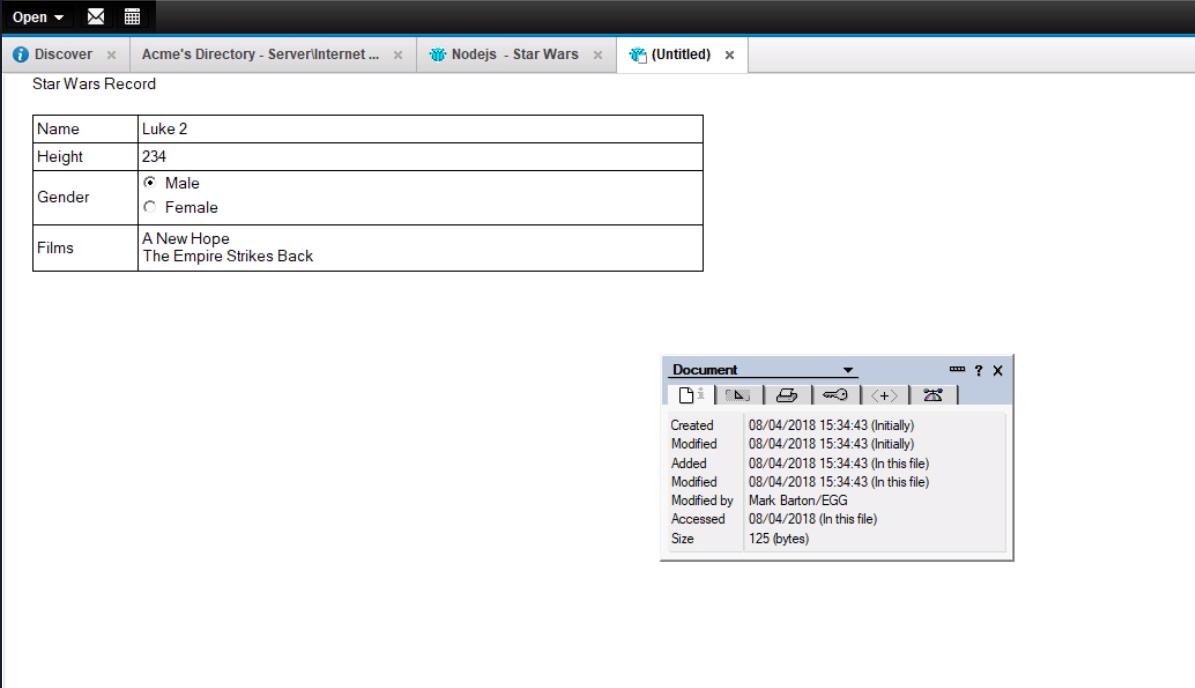 Open
Discover
Acme's Directory - Server\Internet ...
Nodejs - Star Wars
(Untitled)
Star Wars Record
Name Luke 2
Height 234
Gender
Male
Female
Films
A New Hope
The Empire Strikes Back
Document
?
Created 08/04/2018 15:34:43 (Initially)
Modified 08/04/2018 15:34:43 (Initially)
Added 08/04/2018 15:34:43 (In this file)
Modified 08/04/2018 15:34:43 (In this file)
Modified by Mark Barton/EGG
Accessed 08/04/2018 (In this file)
Size 125 (bytes)